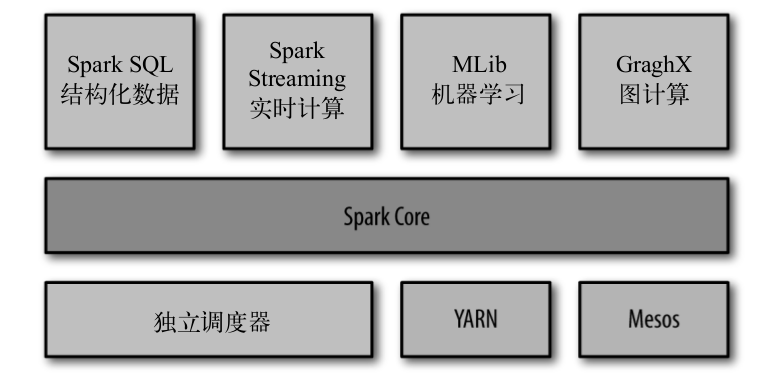 Spark SQL
结构化数据
Spark
Streaming
实时计算
MLib
机器学习
GraghX
图计算
Spark Core
独立调度器
YARN
Mesos